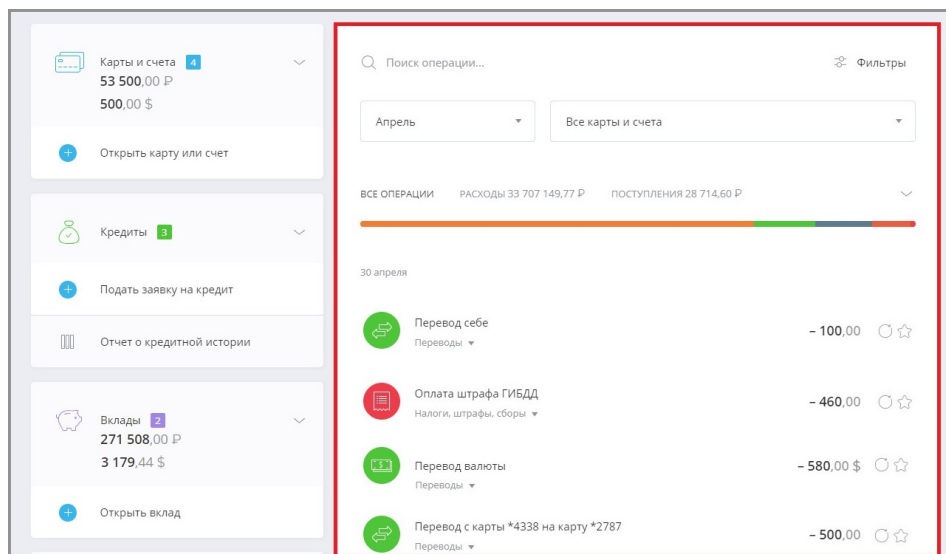 Карты и счета 4
53 500,00 ₽
500,00 $
Открыть карту или счет
Кредиты 3
Подать заявку на кредит
Отчет о кредитной истории
Вклады 2
271 508,00 ₽
3 179,44 $
Открыть вклад
Поиск операции...
Фильтры
Апрель
Все карты и счета
ВСЕ ОПЕРАЦИИ РАСХОДЫ 33 707 149,77 ₽ ПОСТУПЛЕНИЯ 28 714,60 ₽
30 апреля
Перевод себе
– 100,00
Переводы
Оплата штрафа ГИБДД
– 460,00
Налоги, штрафы, сборы
Перевод валюты
– 580,00 $
Переводы
Перевод с карты *4338 на карту *2787
– 500,00
Переводы